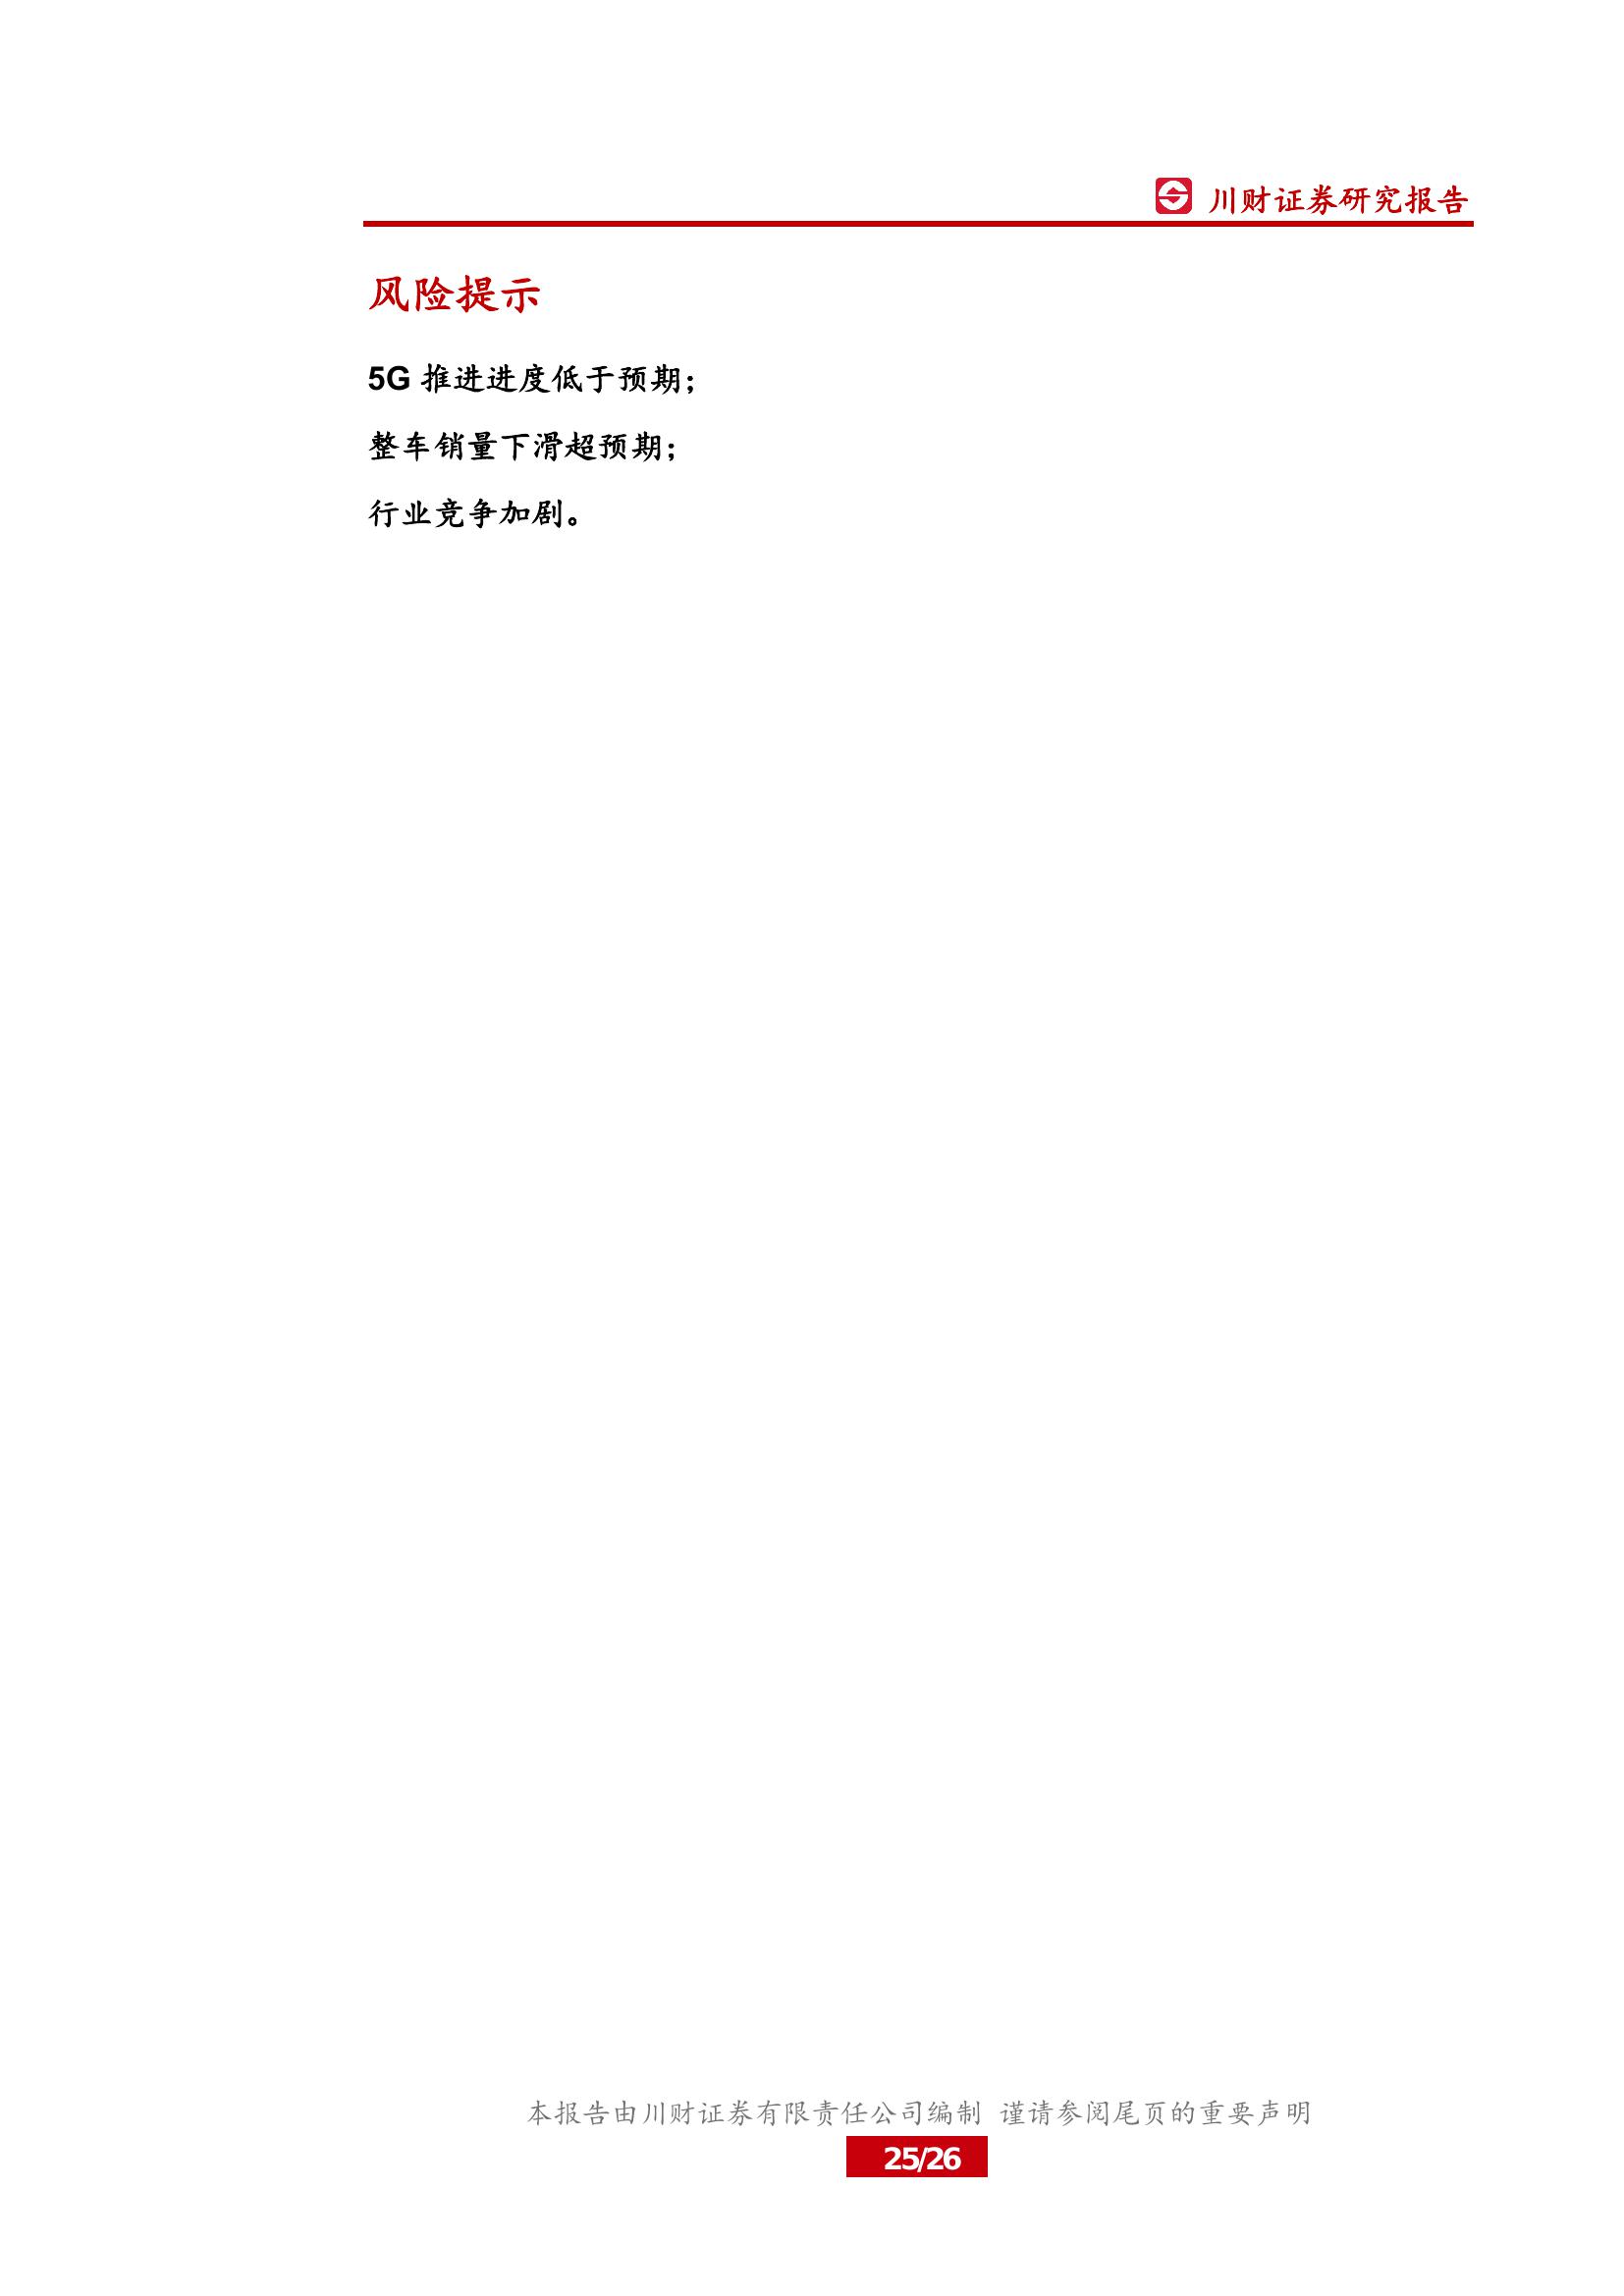 川财证券研究报告
风险提示
5G 推进进度低于预期；
整车销量下滑超预期；
行业竞争加剧。
本报告由川财证券有限责任公司编制 谨请参阅尾页的重要声明
25/26